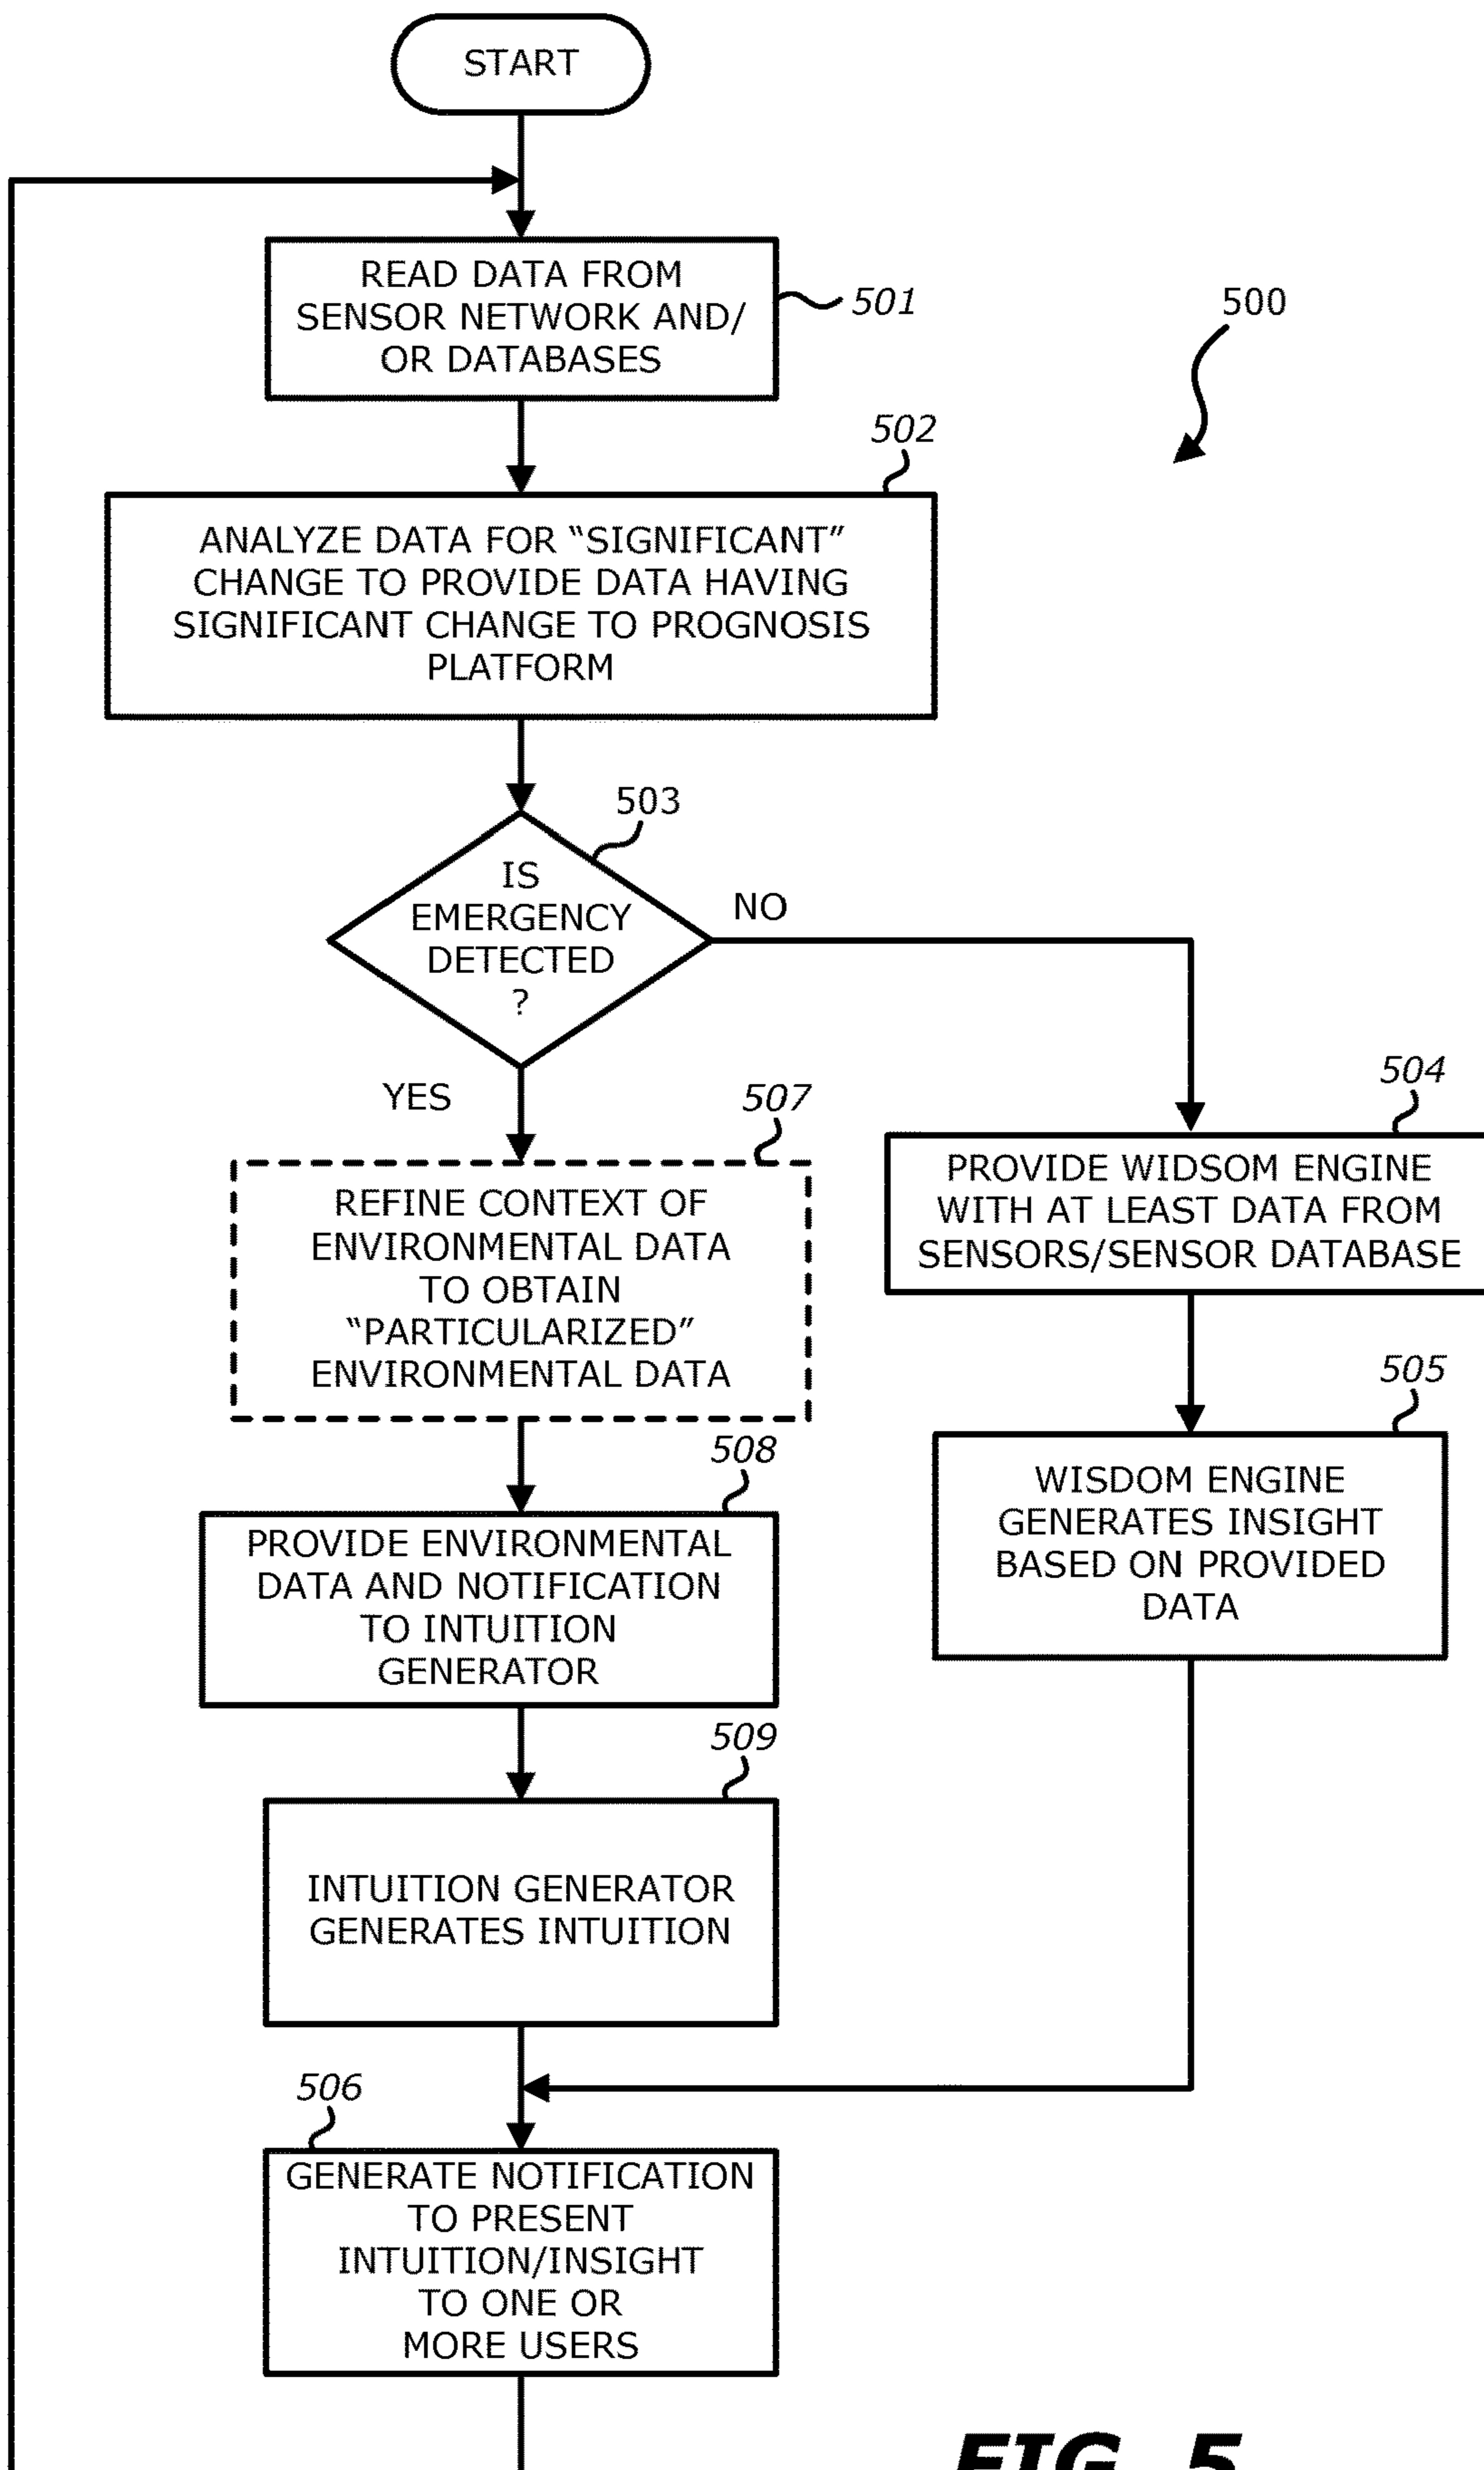 START
READ DATA FROM
SENSOR NETWORK AND/
OR DATABASES
501
500
502
ANALYZE DATA FOR “SIGNIFICANT”
CHANGE TO PROVIDE DATA HAVING
SIGNIFICANT CHANGE TO PROGNOSIS
PLATFORM
503
IS
EMERGENCY
DETECTED
?
NO
YES
507
REFINE CONTEXT OF
ENVIRONMENTAL DATA
TO OBTAIN
“PARTICULARIZED”
ENVIRONMENTAL DATA
504
PROVIDE WIDSOM ENGINE
WITH AT LEAST DATA FROM
SENSORS/SENSOR DATABASE
505
WISDOM ENGINE
GENERATES INSIGHT
BASED ON PROVIDED
DATA
508
PROVIDE ENVIRONMENTAL
DATA AND NOTIFICATION
TO INTUITION
GENERATOR
509
INTUITION GENERATOR
GENERATES INTUITION
506
GENERATE NOTIFICATION
TO PRESENT
INTUITION/INSIGHT
TO ONE OR
MORE USERS
FIG. 5